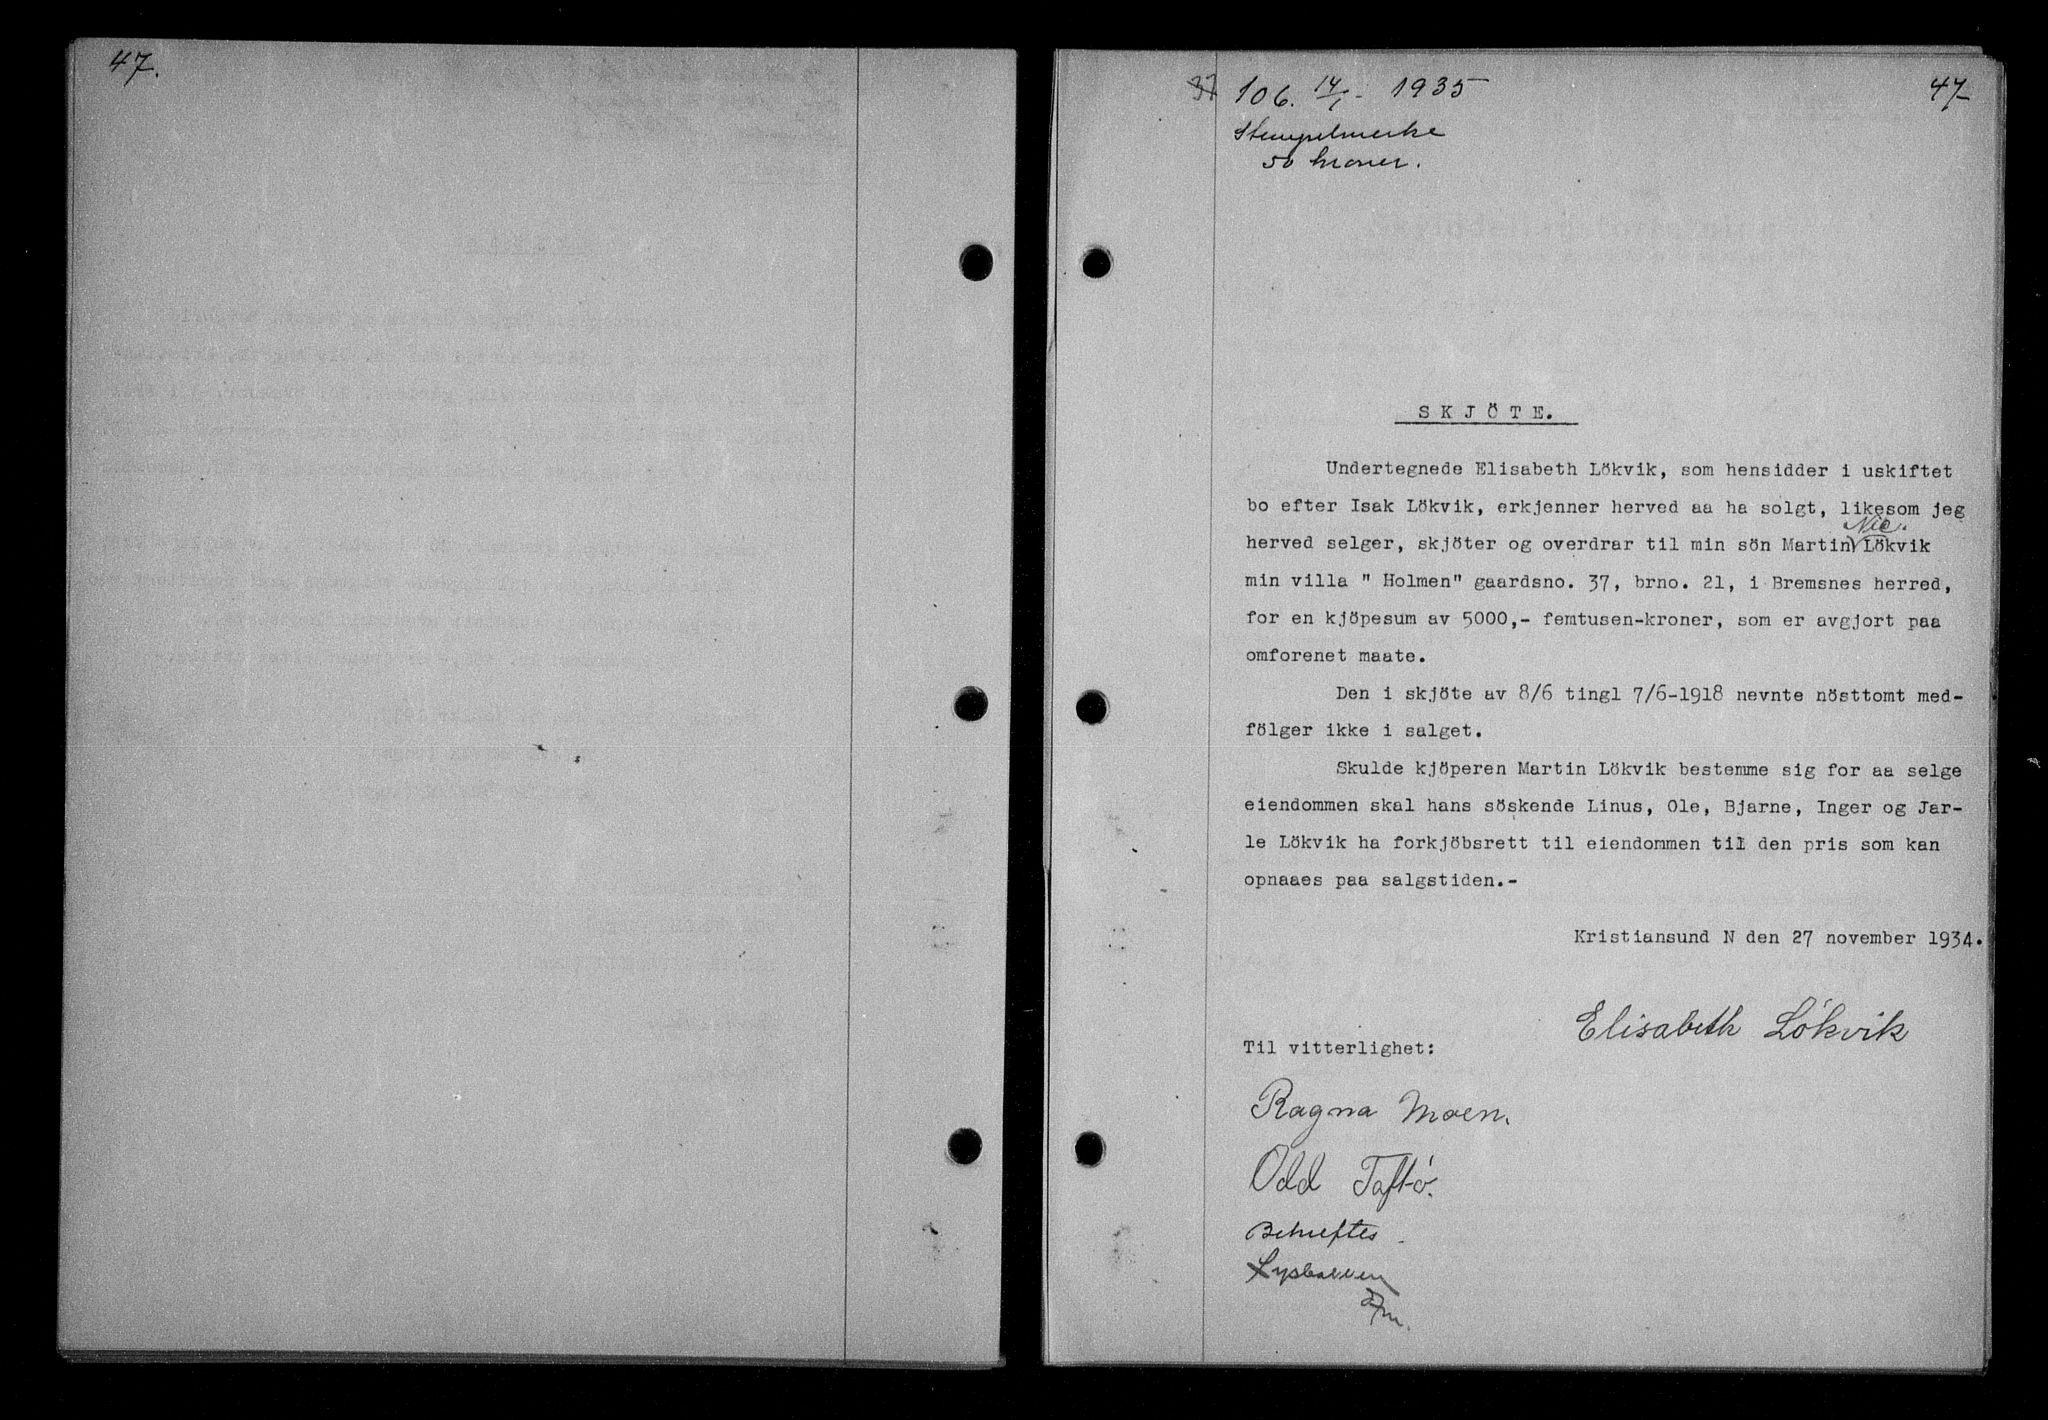 47.
106. 14/1 - 1935
47
Stempelmerke
50 kroner.
SKJÖTE.
Undertegnede Elisabeth Lökvik, som hensidder i uskiftet
bo efter Isak Lökvik, erkjenner herved aa ha solgt, likesom jeg
Nic.
herved selger, skjöter og overdrar til min sön Martin Lökvik
min villa " Holmen" gaardsno. 37, brno. 21, i Bremsnes herred,
for en kjöpesum av 5000,- femtusen-kroner, som er avgjort paa
omforenet maate.
Den i skjöte av 8/6 tingl 7/6-1918 nevnte nösttomt med-
fölger ikke i salget.
Skulde kjöperen Martin Lökvik bestemme sig for aa selge
eiendommen skal hans söskende Linus, Ole, Bjarne, Inger og Jar-
le Lökvik ha forkjöbsrett til eiendommen til den pris som kan
opnaaes paa salgstiden.-
Kristiansund N den 27 november 1934.
Elisabeth Lökvik
Til vitterlighet:
Ragna Moen.
Odd Taftö.
Bekreftes